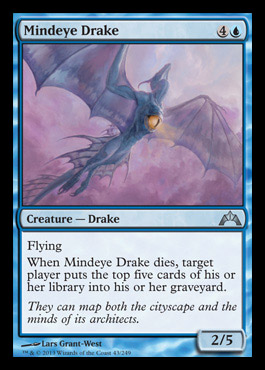 Mindeye Drake 4
Creature — Drake
Flying
When Mindeye Drake dies, target
player puts the top five cards of his or
her library into his or her graveyard.
They can map both the cityscape and the
minds of its architects.
Lars Grant-West
™ & © 2013 Wizards of the Coast 43/249
2/5